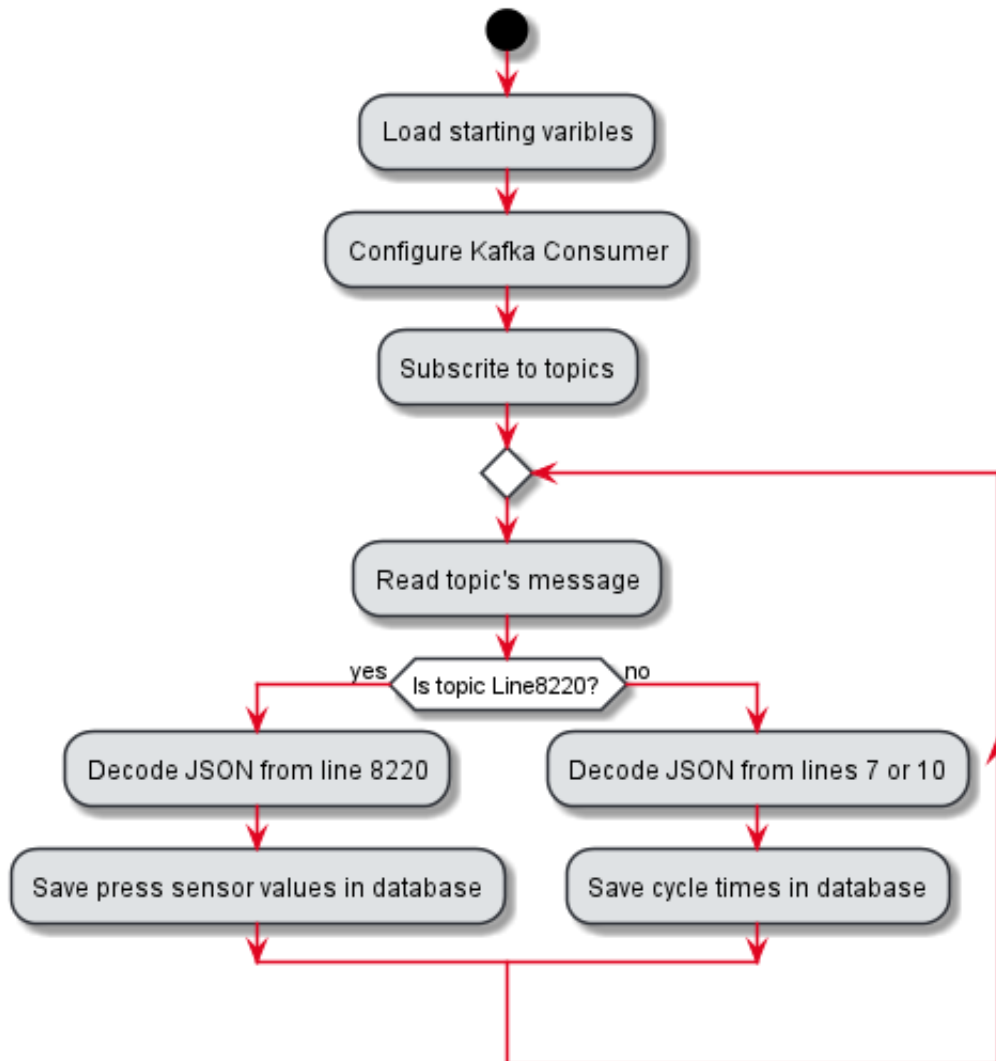 Load starting varibles
Configure Kafka Consumer
Subscrite to topics
Read topic's message
yes
Is topic Line8220?
no
Decode JSON from line 8220
Decode JSON from lines 7 or 10
Save press sensor values in database
Save cycle times in database